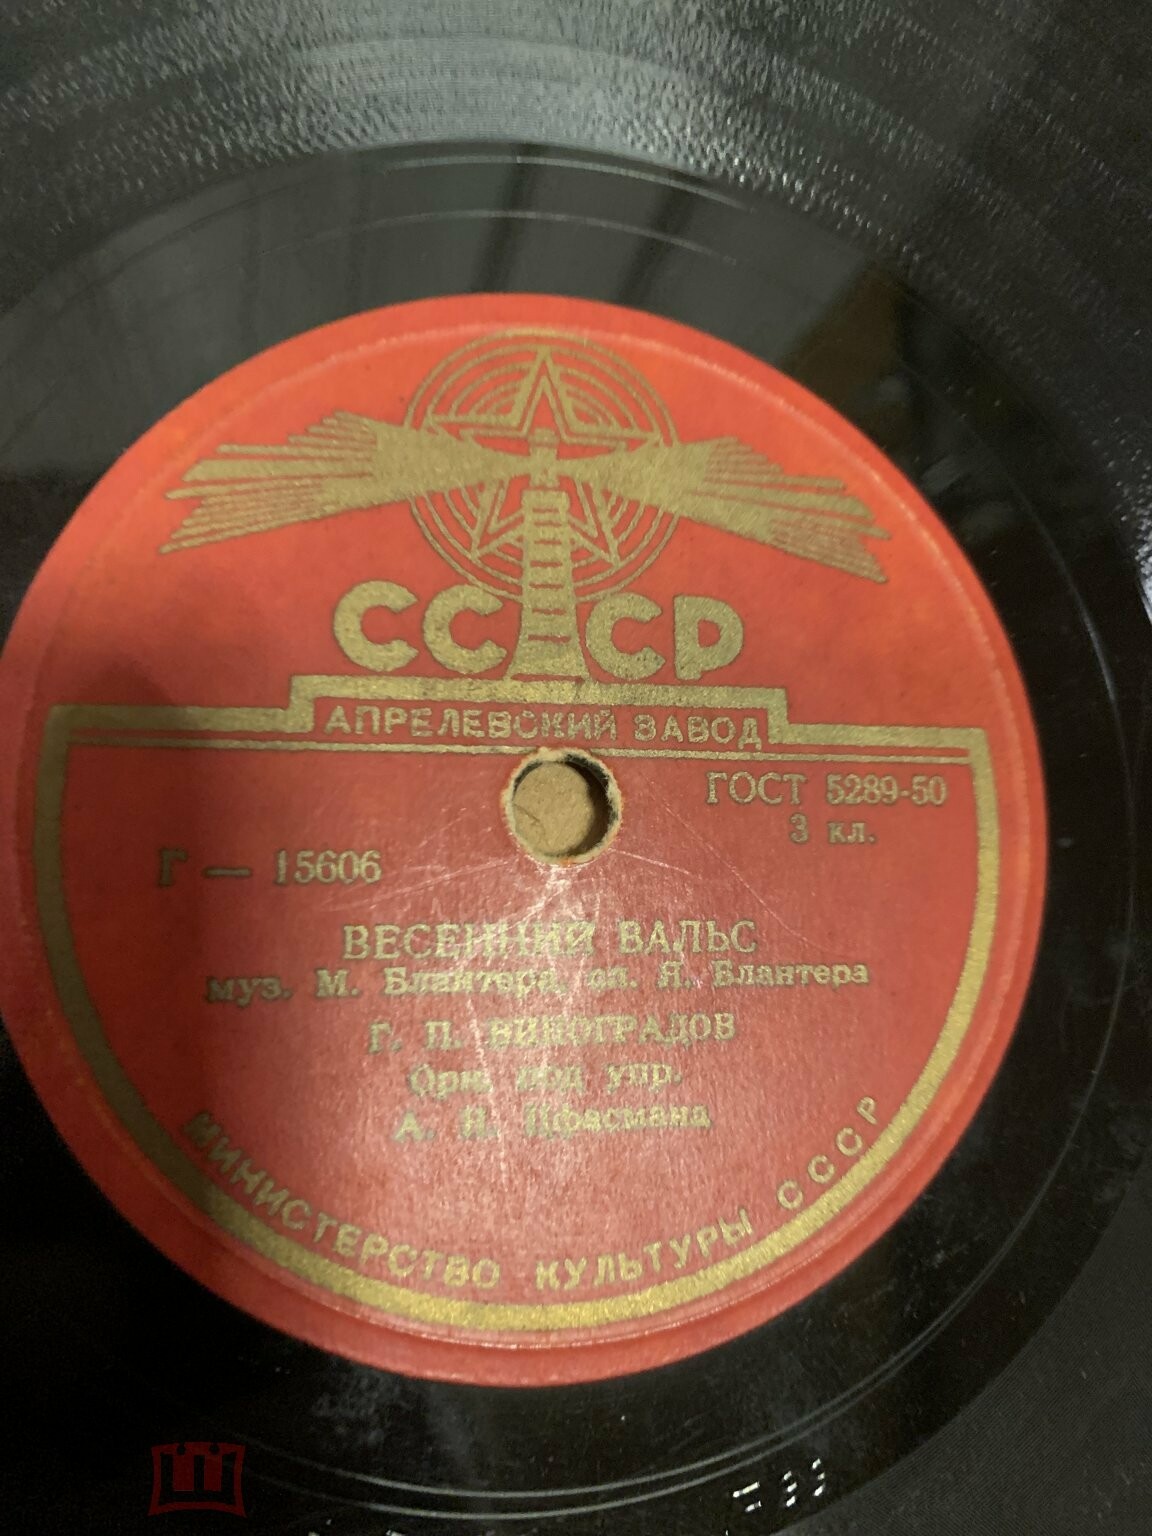 СССР
АПРЕЛЕВСКИЙ ЗАВОД
ГОСТ 5289-50
3 кл.
Г — 15606
ВЕСЕННИЙ ВАЛЬС
муз. М. Блантера, сл. Я. Блантера
Г. П. ВИНОГРАДОВ
Орк. под упр.
А. Н. Цфасмана
МИНИСТЕРСТВО КУЛЬТУРЫ СССР